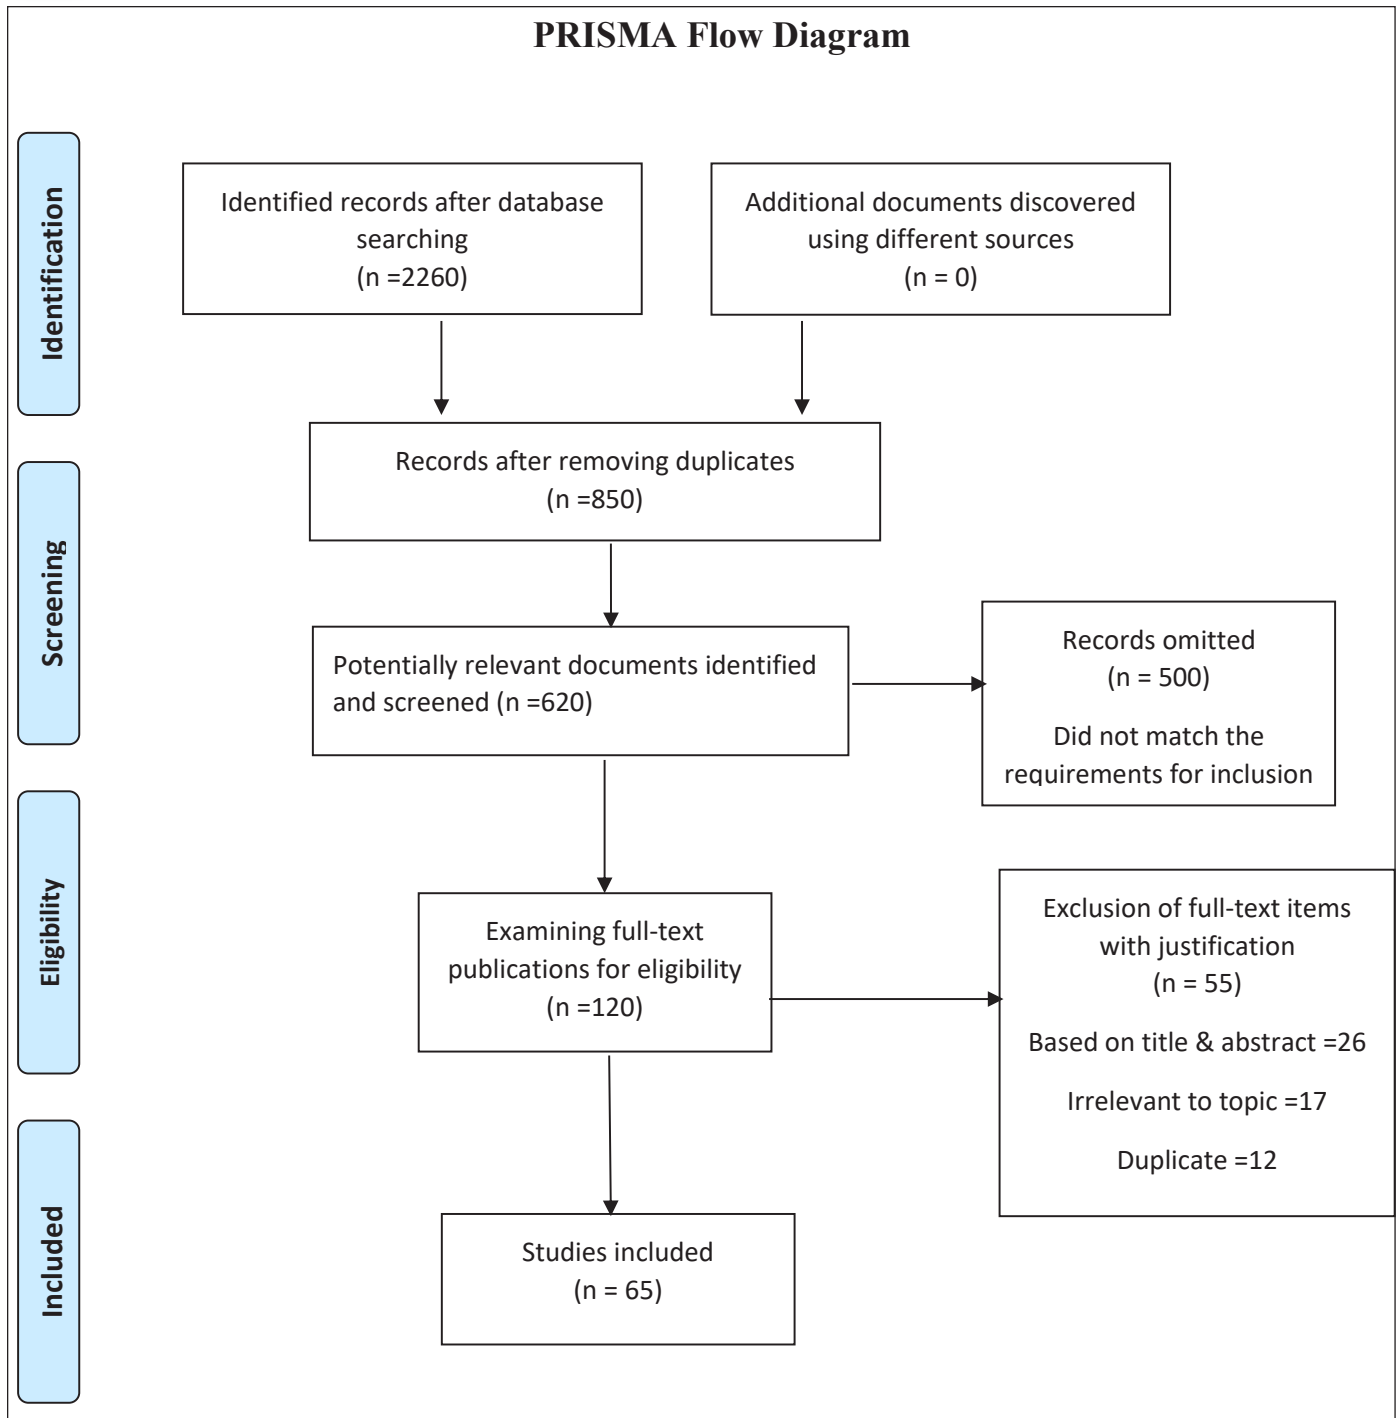 PRISMA Flow Diagram
Identification
Identified records after database
searching
(n =2260)
Additional documents discovered
using different sources
(n = 0)
Records after removing duplicates
(n =850)
Screening
Potentially relevant documents identified
and screened (n =620)
Records omitted
(n = 500)
Did not match the
requirements for inclusion
Eligibility
Examining full-text
publications for eligibility
(n =120)
Exclusion of full-text items
with justification
(n = 55)
Based on title & abstract =26
Irrelevant to topic =17
Duplicate =12
Included
Studies included
(n = 65)